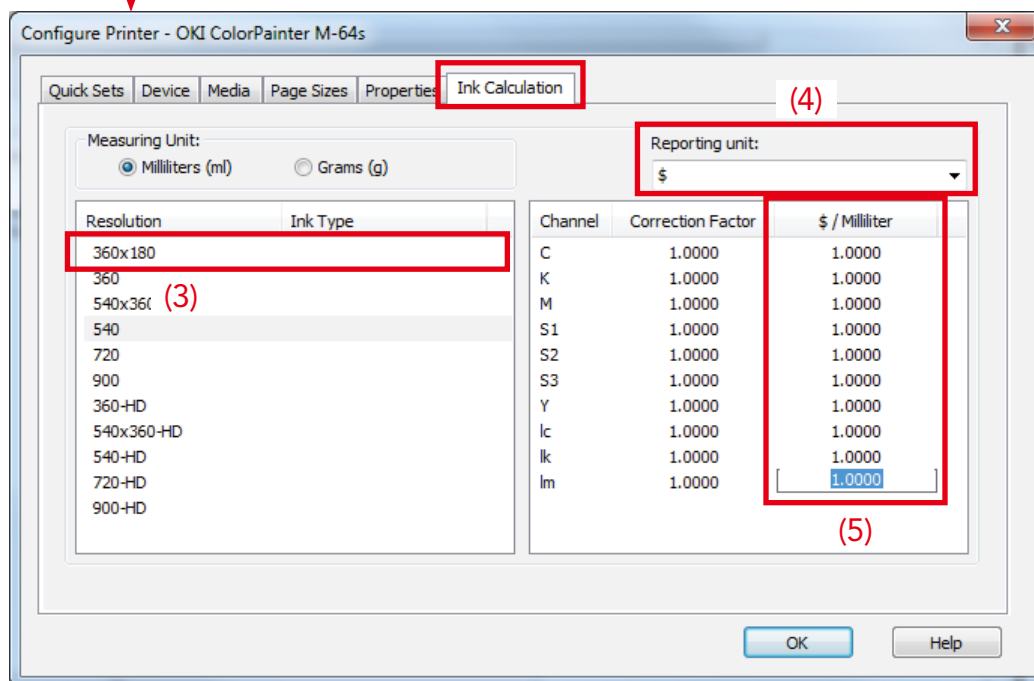 Configure Printer - OKI ColorPainter M-64s
Quick Sets Device Media Page Sizes Properties Ink Calculation
(4)
Measuring Unit:
Milliliters (ml) Grams (g)
Reporting unit:
$
Resolution Ink Type
360x180
360
540x360
(3)
540
720
900
360-HD
540x360-HD
540-HD
720-HD
900-HD
Channel Correction Factor $ / Milliliter
C 1.0000 1.0000
K 1.0000 1.0000
M 1.0000 1.0000
S1 1.0000 1.0000
S2 1.0000 1.0000
S3 1.0000 1.0000
Y 1.0000 1.0000
lc 1.0000 1.0000
lk 1.0000 1.0000
lm 1.0000 1.0000
(5)
OK Help